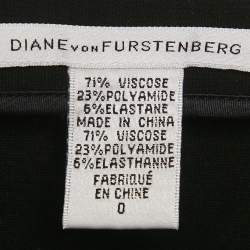 DIANE VON FURSTENBERG
71% VISCOSE
23% POLYAMIDE
6% ELASTANE
MADE IN CHINA
71% VISCOSE
23% POLYAMIDE
6% ELASTHANNE
FABRIQUÉ
EN CHINE
0